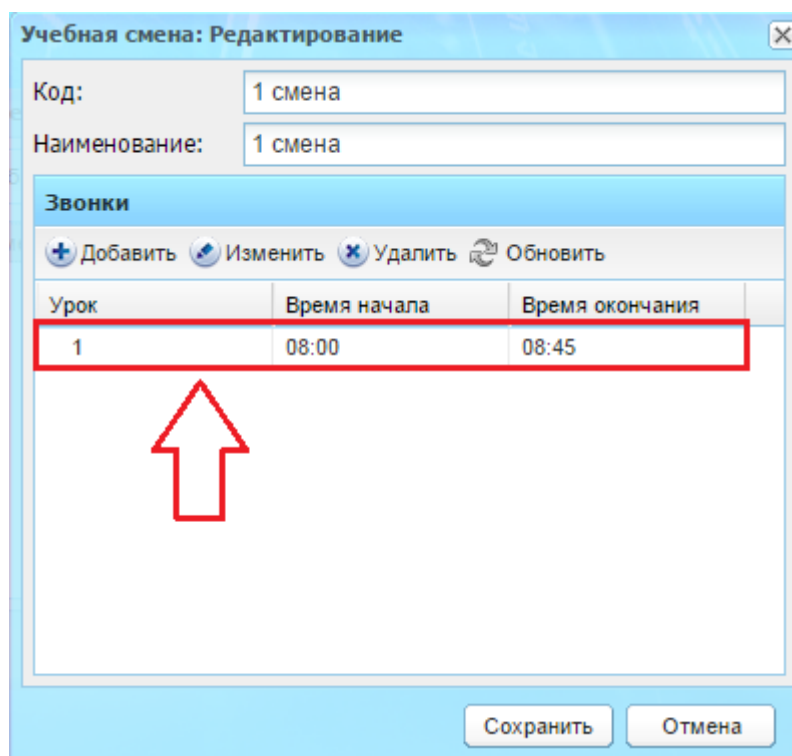 Учебная смена: Редактирование
Код: 1 смена
Наименование: 1 смена
Звонки
Добавить Изменить Удалить Обновить
Урок Время начала Время окончания
1 08:00 08:45
Сохранить Отмена